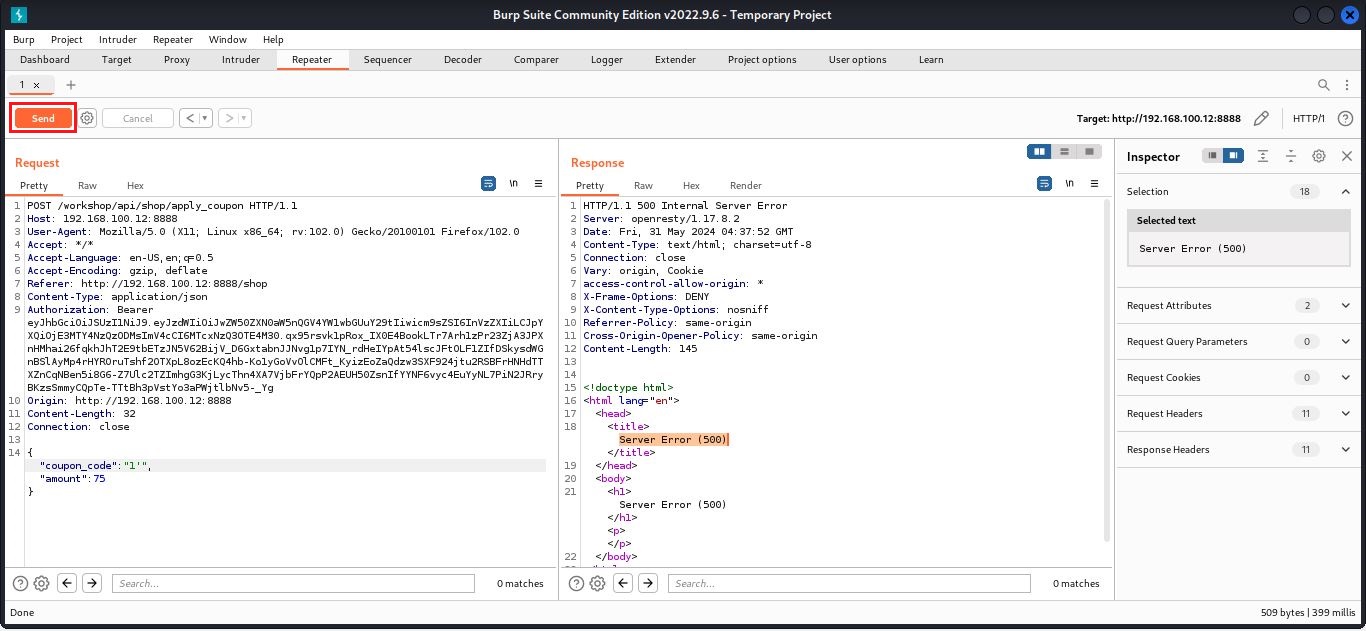 Burp Suite Community Edition v2022.9.6 - Temporary Project
Burp Project Intruder Repeater Window Help
Dashboard Target Proxy Intruder Repeater Sequencer Decoder Comparer Logger Extender Project options User options Learn
1 × +
Send Cancel < > Target: http://192.168.100.12:8888 HTTP/1
Request
Pretty Raw Hex \n
1 POST /workshop/api/shop/apply_coupon HTTP/1.1
2 Host: 192.168.100.12:8888
3 User-Agent: Mozilla/5.0 (X11; Linux x86_64; rv:102.0) Gecko/20100101 Firefox/102.0
4 Accept: */*
5 Accept-Language: en-US,en;q=0.5
6 Accept-Encoding: gzip, deflate
7 Referer: http://192.168.100.12:8888/shop
8 Content-Type: application/json
9 Authorization: Bearer
10 Origin: http://192.168.100.12:8888
11 Content-Length: 32
12 Connection: close
13
14 {
"coupon_code":"1'",
"amount":75
}
Search... 0 matches
Response
Pretty Raw Hex Render \n
1 HTTP/1.1 500 Internal Server Error
2 Server: openresty/1.17.8.2
3 Date: Fri, 31 May 2024 04:37:52 GMT
4 Content-Type: text/html; charset=utf-8
5 Connection: close
6 Vary: origin, Cookie
7 access-control-allow-origin: *
8 X-Frame-Options: DENY
9 X-Content-Type-Options: nosniff
10 Referrer-Policy: same-origin
11 Cross-Origin-Opener-Policy: same-origin
12 Content-Length: 145
13
14
15 <!doctype html>
16 <html lang="en">
17 <head>
18 <title>
Server Error (500)
</title>
19 </head>
20 <body>
21 <h1>
Server Error (500)
</h1>
<p>
</p>
22 </body>
Search... 0 matches
Inspector
Selection 18
Selected text
Server Error (500)
Request Attributes 2
Request Query Parameters 0
Request Cookies 0
Request Headers 11
Response Headers 11
Done 509 bytes | 399 millis